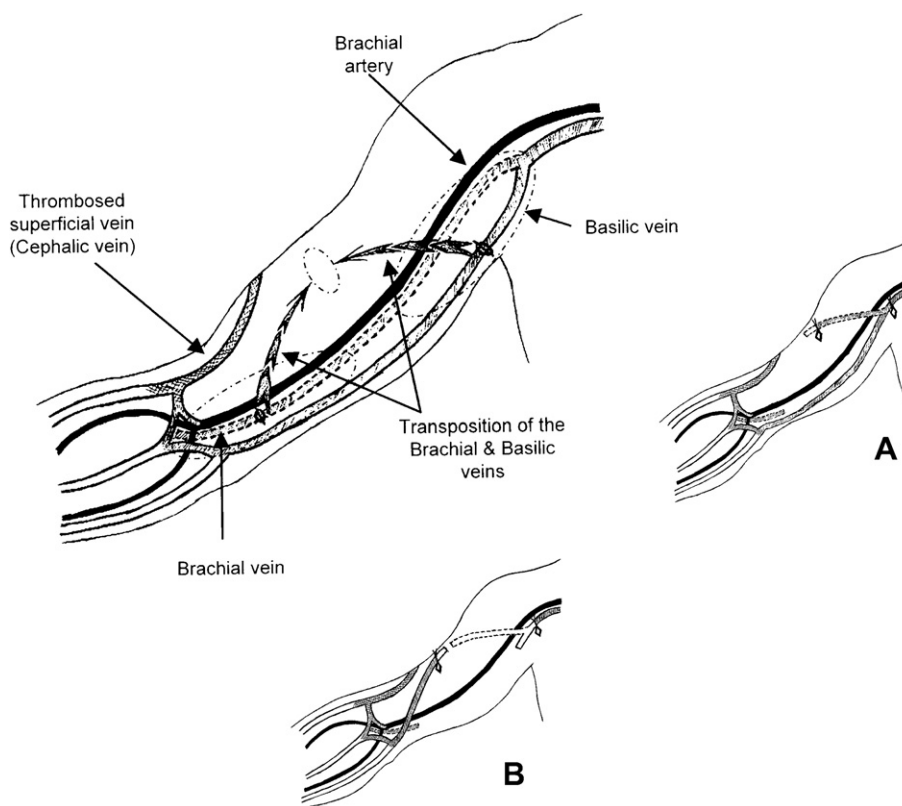 Brachial
artery
Thrombosed
superficial vein
(Cephalic vein)
Basilic vein
Transposition of the
Brachial & Basilic
veins
A
Brachial vein
B